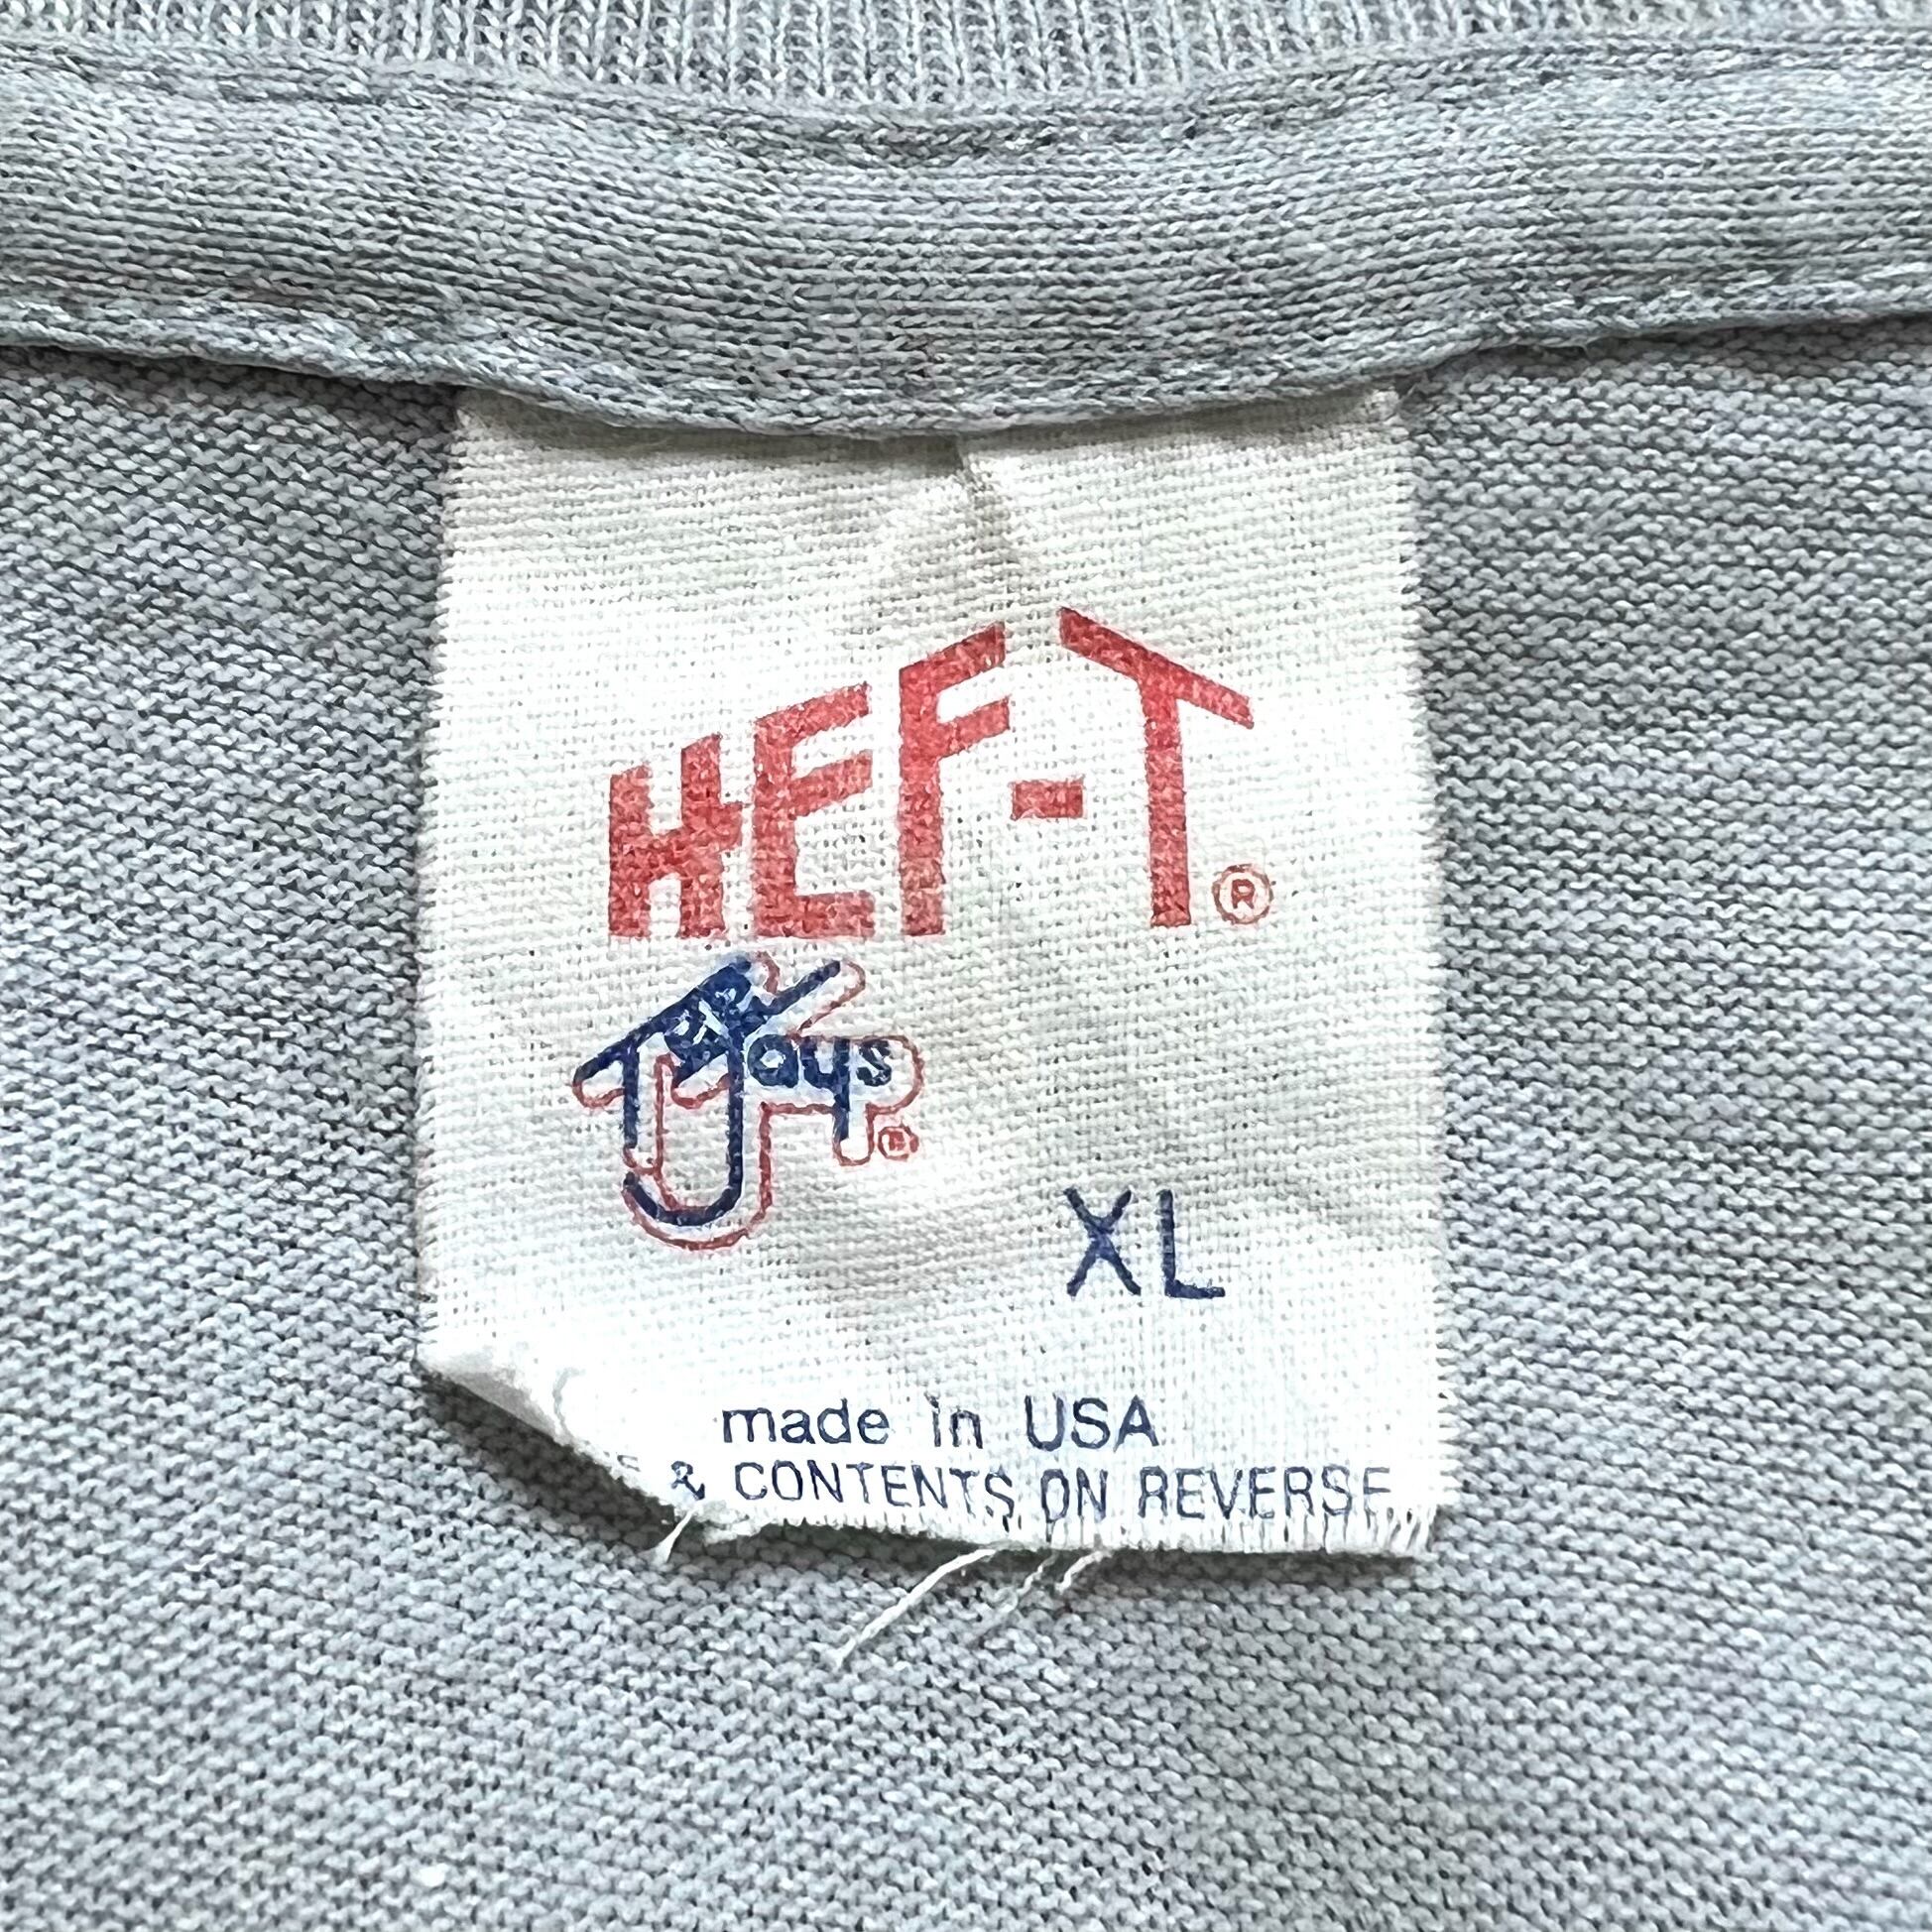 HEF-T®
Tee Jays®
XL
made in USA
& CONTENTS ON REVERSE